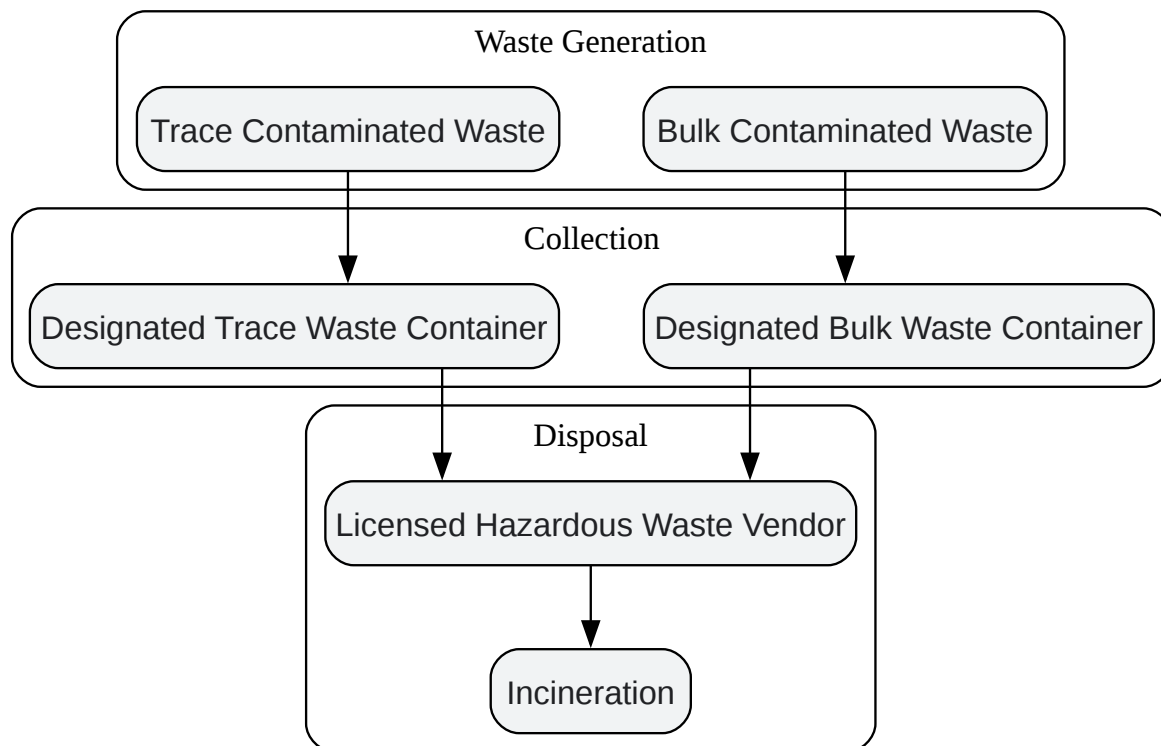 Waste Generation
Trace Contaminated Waste
Bulk Contaminated Waste
Collection
Designated Trace Waste Container
Designated Bulk Waste Container
Disposal
Licensed Hazardous Waste Vendor
Incineration